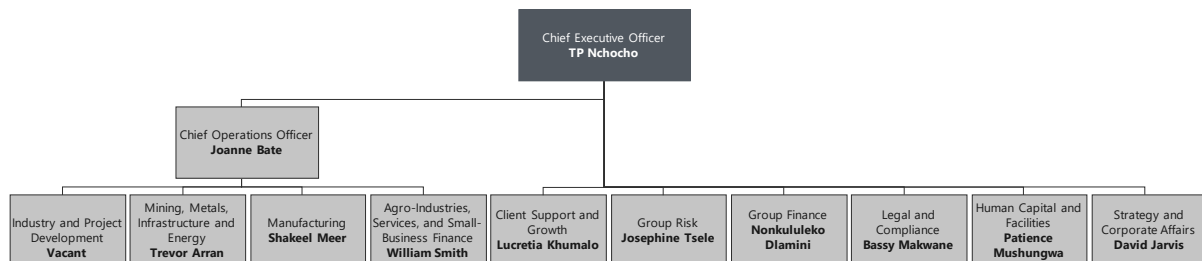 Chief Executive Officer
TP Nchocho
Chief Operations Officer
Joanne Bate
Industry and Project
Development
Vacant
Mining, Metals,
Infrastructure and
Energy
Trevor Arran
Manufacturing
Shakeel Meer
Agro-Industries,
Services, and Small-
Business Finance
William Smith
Client Support and
Growth
Lucretia Khumalo
Group Risk
Josephine Tsele
Group Finance
Nonkululeko
Dlamini
Legal and
Compliance
Bassy Makwane
Human Capital and
Facilities
Patience
Mushungwa
Strategy and
Corporate Affairs
David Jarvis